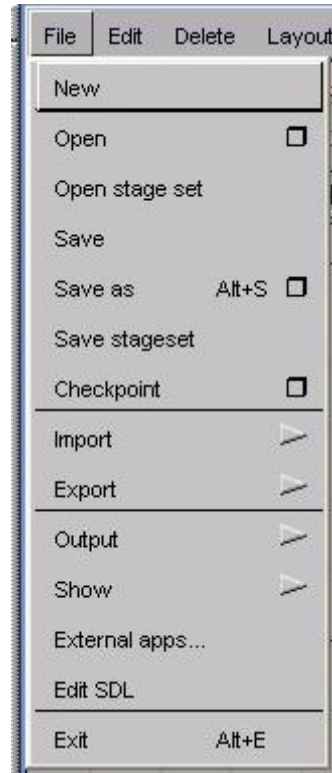 File Edit Delete Layout
New
Open
Open stage set
Save
Save as Alt+S
Save stageset
Checkpoint
Import
Export
Output
Show
External apps...
Edit SDL
Exit Alt+E